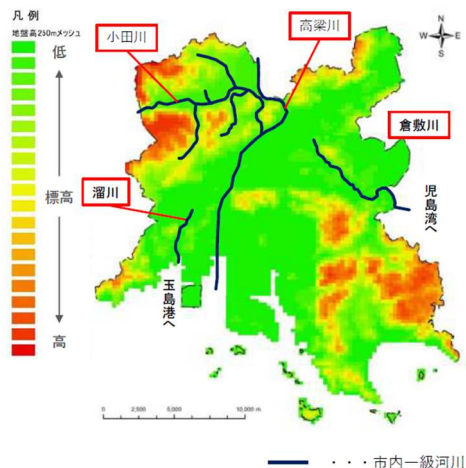 凡 例
地盤高250mメッシュ
低
標高
高
小田川
高梁川
倉敷川
溜川
児島湾へ
玉島港へ
N
W E
S
0 2,500 5,000 10,000 m
・・・市内一級河川